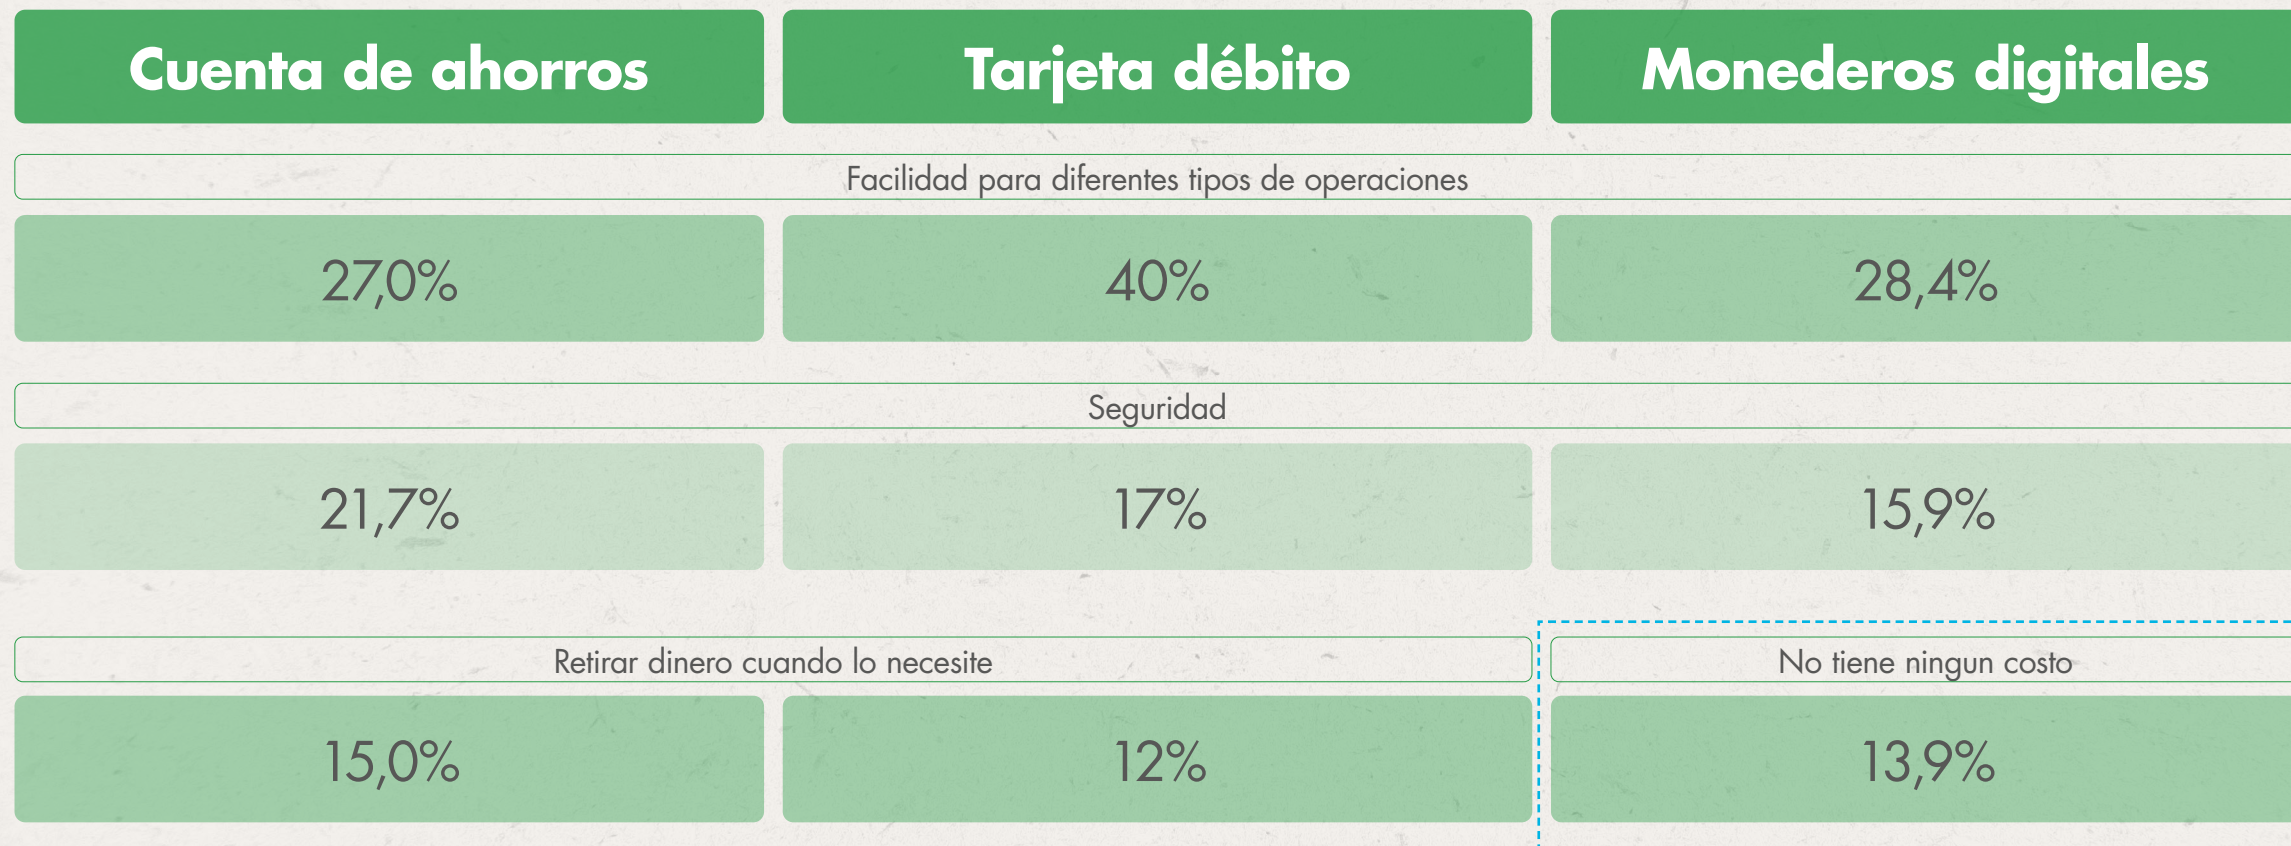 Cuenta de ahorros
Tarjeta débito
Monederos digitales
Facilidad para diferentes tipos de operaciones
27,0%
40%
28,4%
Seguridad
21,7%
17%
15,9%
Retirar dinero cuando lo necesite
No tiene ningun costo
15,0%
12%
13,9%